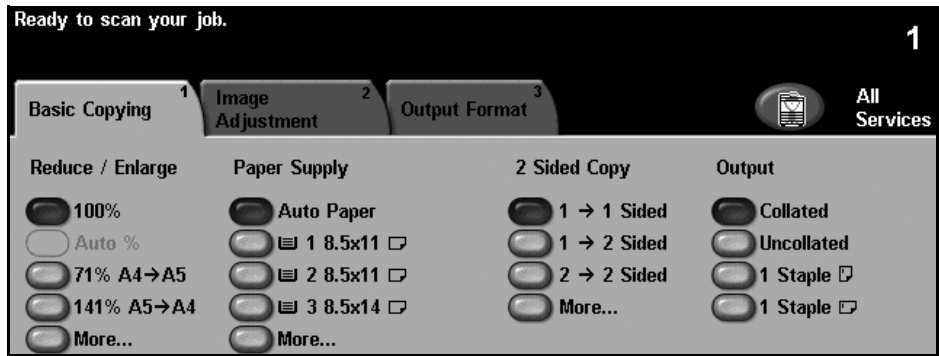 Ready to scan your job.
1
Basic Copying 1
Image Adjustment 2
Output Format 3
All Services
Reduce / Enlarge
100%
Auto %
71% A4→A5
141% A5→A4
More...
Paper Supply
Auto Paper
1 8.5x11
2 8.5x11
3 8.5x14
More...
2 Sided Copy
1 → 1 Sided
1 → 2 Sided
2 → 2 Sided
More...
Output
Collated
Uncollated
1 Staple
1 Staple